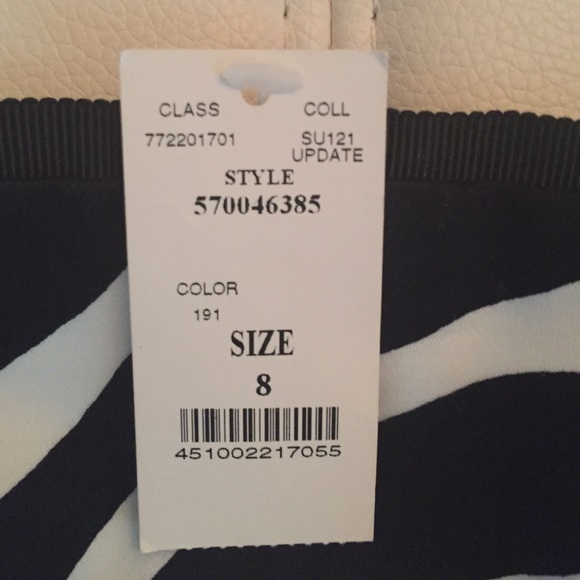 CLASS COLL
772201701 SU121
UPDATE
STYLE
570046385
COLOR
191
SIZE
8
451002217055